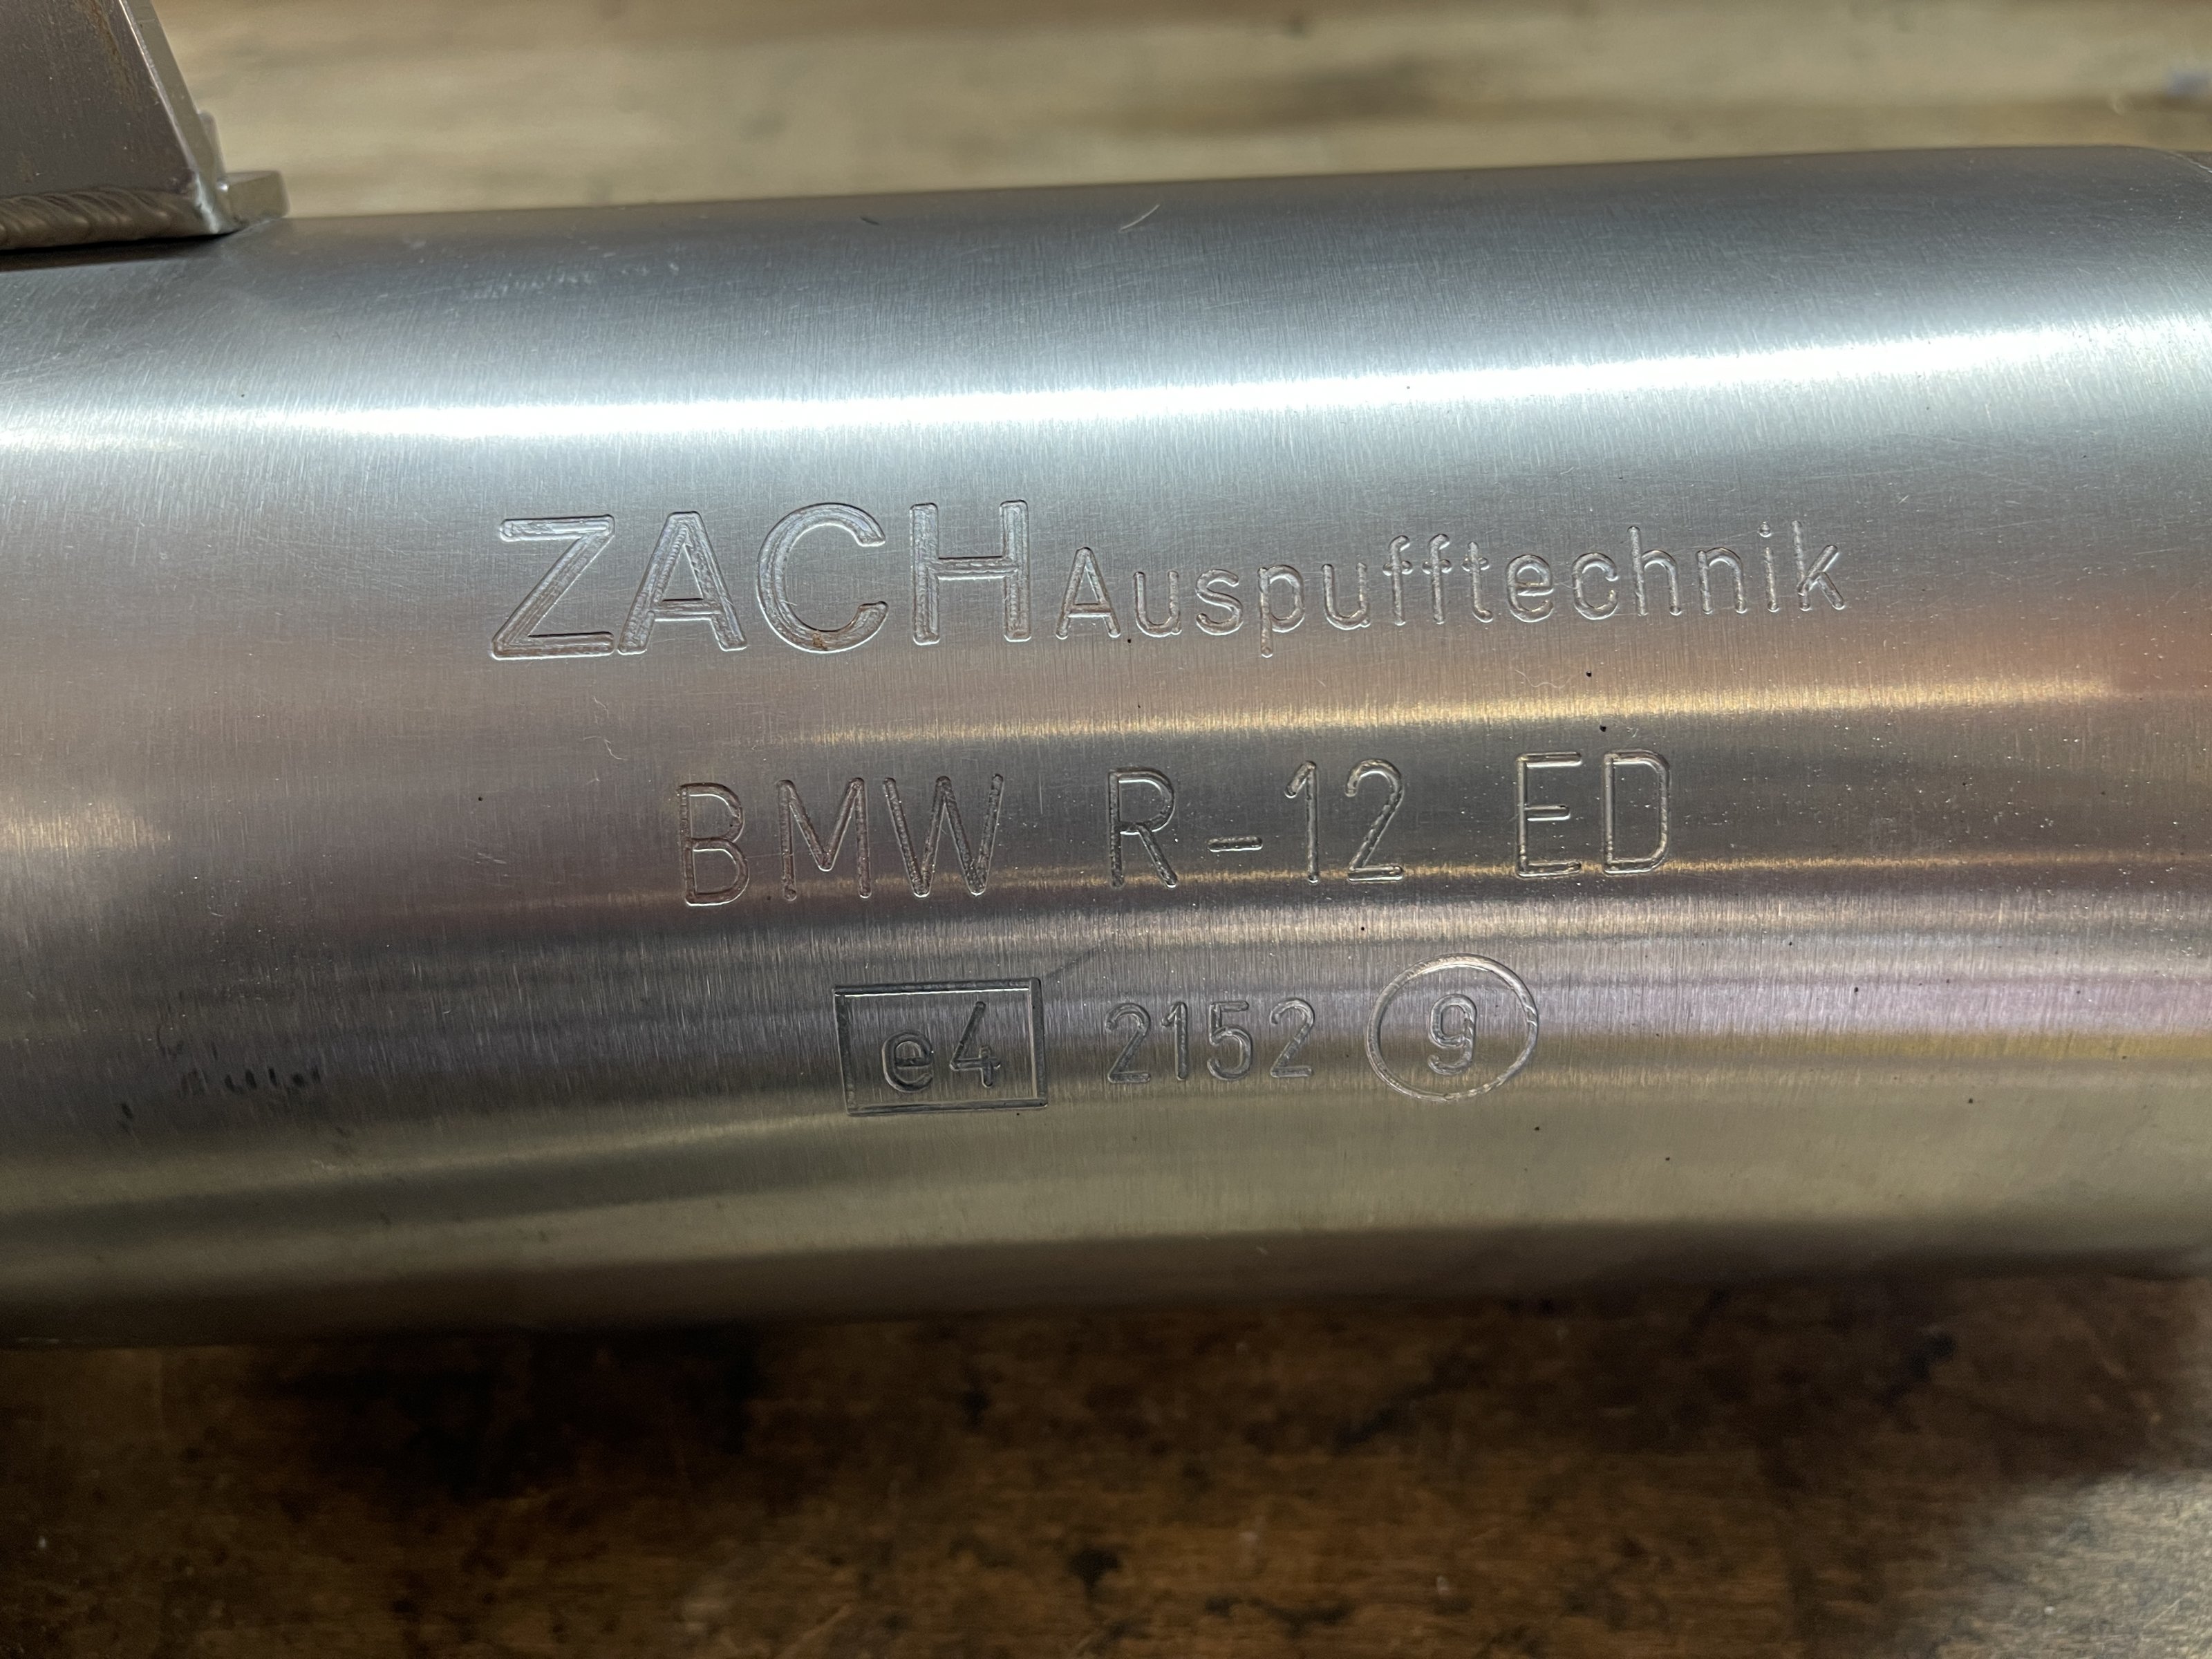 ZACH Auspufftechnik
BMW R-12 ED
e4 2152 9